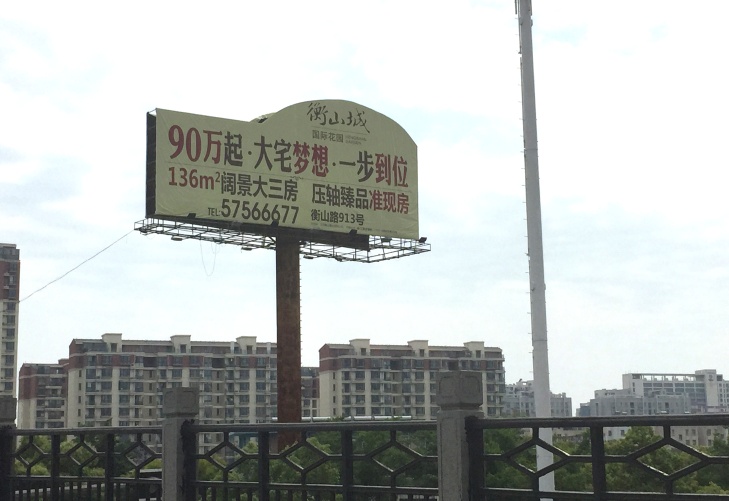 衡山城
国际花园
90万起·大宅梦想·一步到位
136m²阔景大三房 压轴臻品准现房
TEL:57566677 衡山路913号